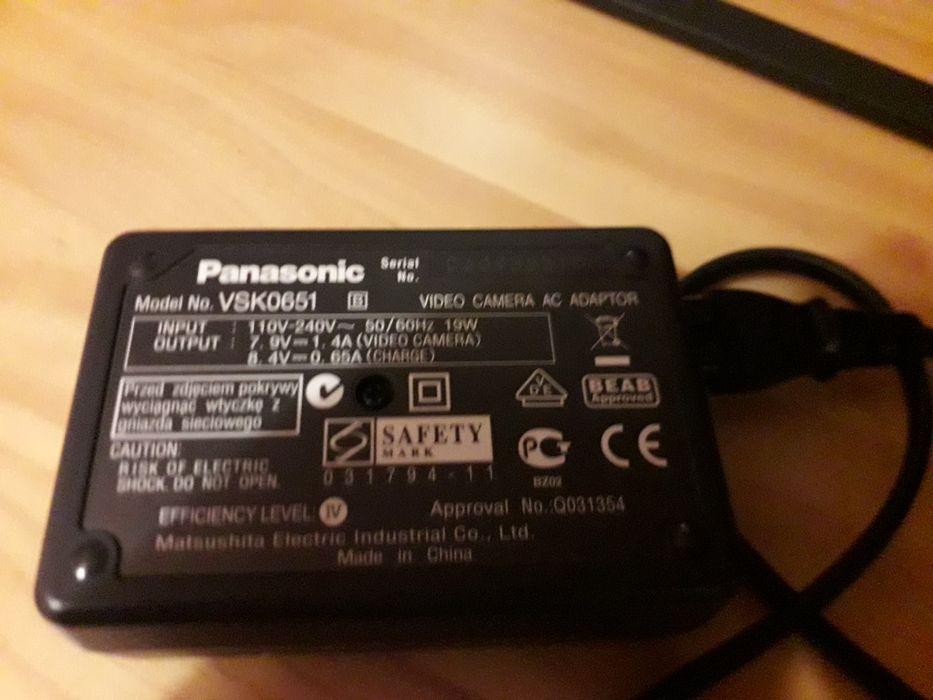 Panasonic Serial No.
Model No. VSK0651 B VIDEO CAMERA AC ADAPTOR
INPUT : 110V-240V～ 50/60Hz 19W
OUTPUT : 7.9V⎓1.4A (VIDEO CAMERA)
8.4V⎓0.65A (CHARGE)
Przed zdjęciem pokrywy
wyciągnąć wtyczkę z
gniazda sieciowego
VDE
BEAB
Approved
CAUTION:
RISK OF ELECTRIC
SHOCK. DO NOT OPEN.
SAFETY
MARK
031794-11
PC
BZ02
CE
EFFICIENCY LEVEL: IV
Approval No.:Q031354
Matsushita Electric Industrial Co., Ltd.
Made in China